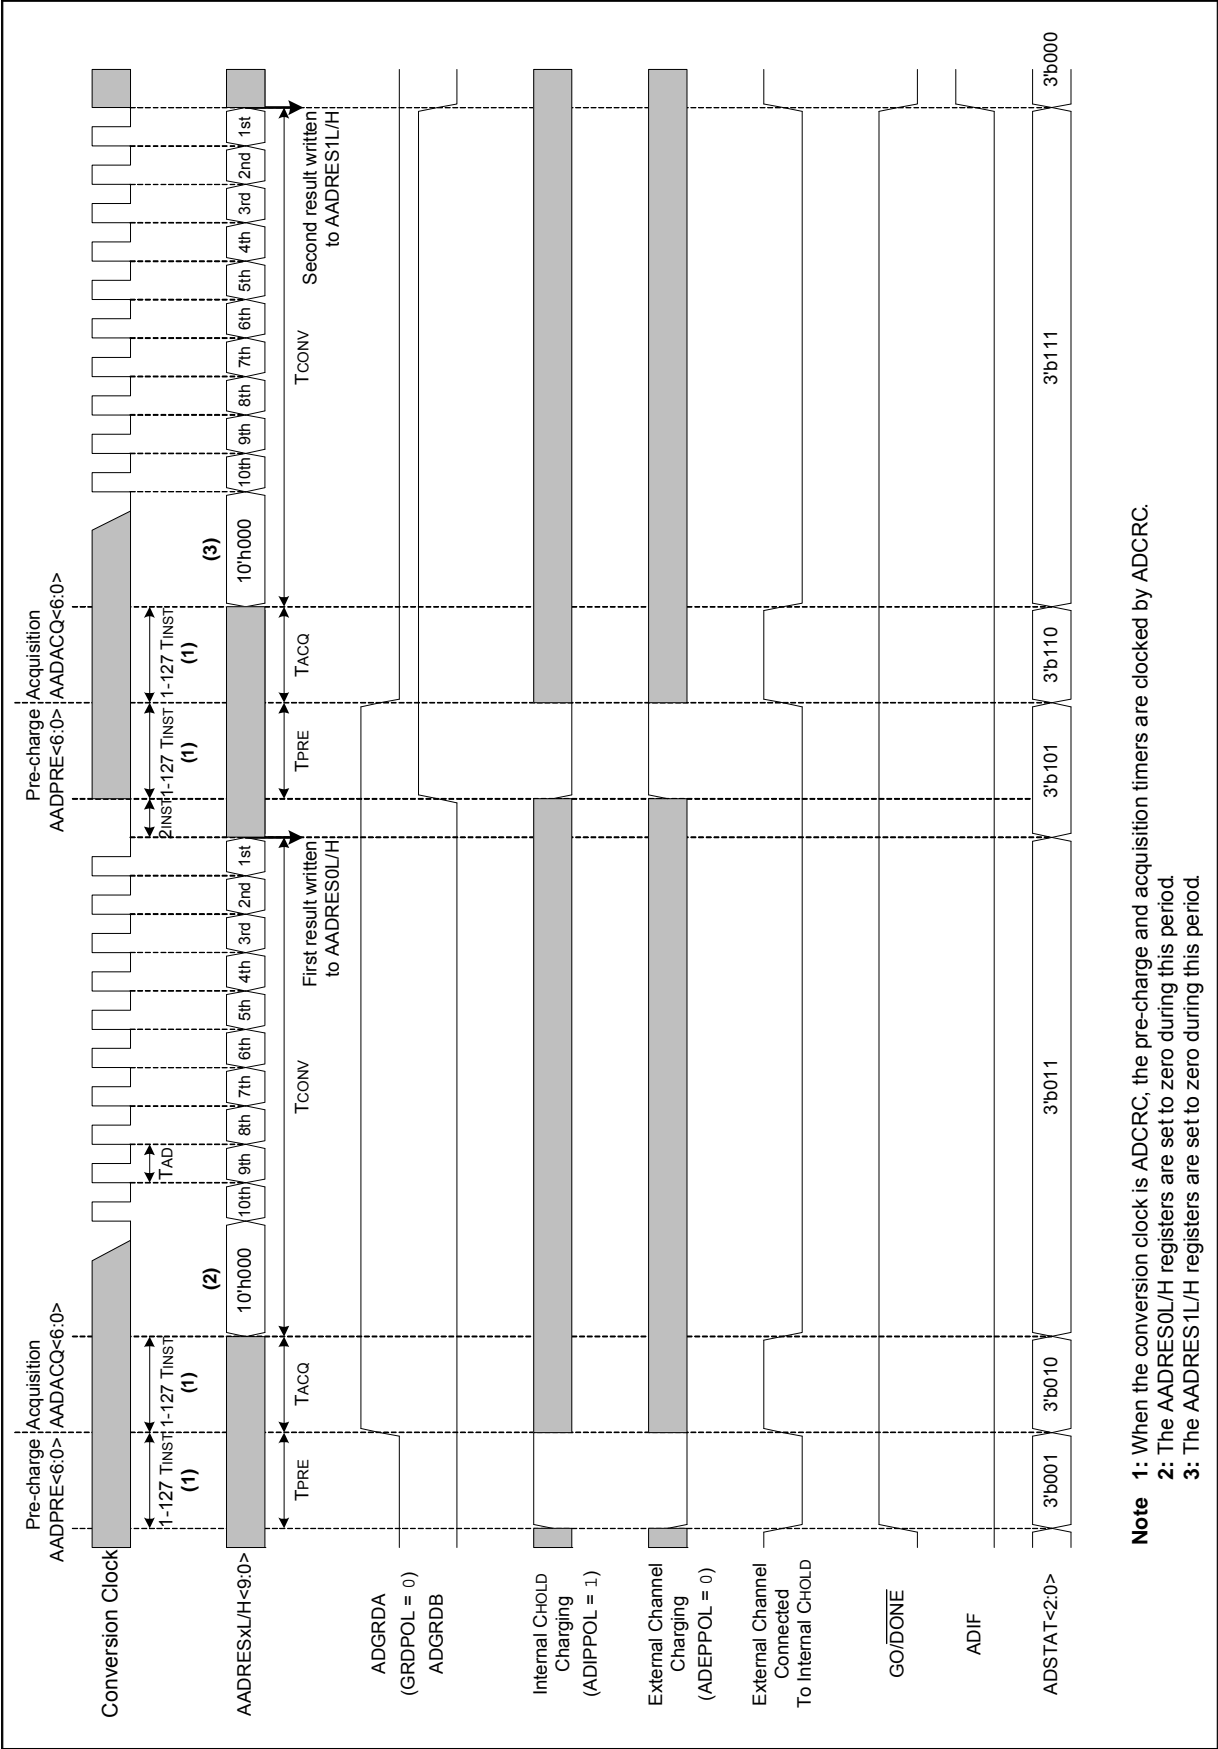 Pre-charge Acquisition
AADPRE<6:0> AADACQ<6:0>
Pre-charge Acquisition
AADPRE<6:0> AADACQ<6:0>
Conversion Clock
1-127 TINST 1-127 TINST
(1) (1)
TAD
2INST 1-127 TINST 1-127 TINST
(1) (1)
(2)
(3)
AADRESxL/H<9:0>
10'h000 10th 9th 8th 7th 6th 5th 4th 3rd 2nd 1st
10'h000 10th 9th 8th 7th 6th 5th 4th 3rd 2nd 1st
TPRE TACQ TCONV TPRE TACQ TCONV
First result written
to AADRES0L/H
Second result written
to AADRES1L/H
ADGRDA
(GRDPOL = 0)
ADGRDB
Internal CHOLD
Charging
(ADIPPOL = 1)
External Channel
Charging
(ADEPPOL = 0)
External Channel
Connected
To Internal CHOLD
GO/DONE
ADIF
ADSTAT<2:0>
3'b001 3'b010 3'b011 3'b101 3'b110 3'b111 3'b000
Note 1: When the conversion clock is ADCRC, the pre-charge and acquisition timers are clocked by ADCRC.
2: The AADRES0L/H registers are set to zero during this period.
3: The AADRES1L/H registers are set to zero during this period.